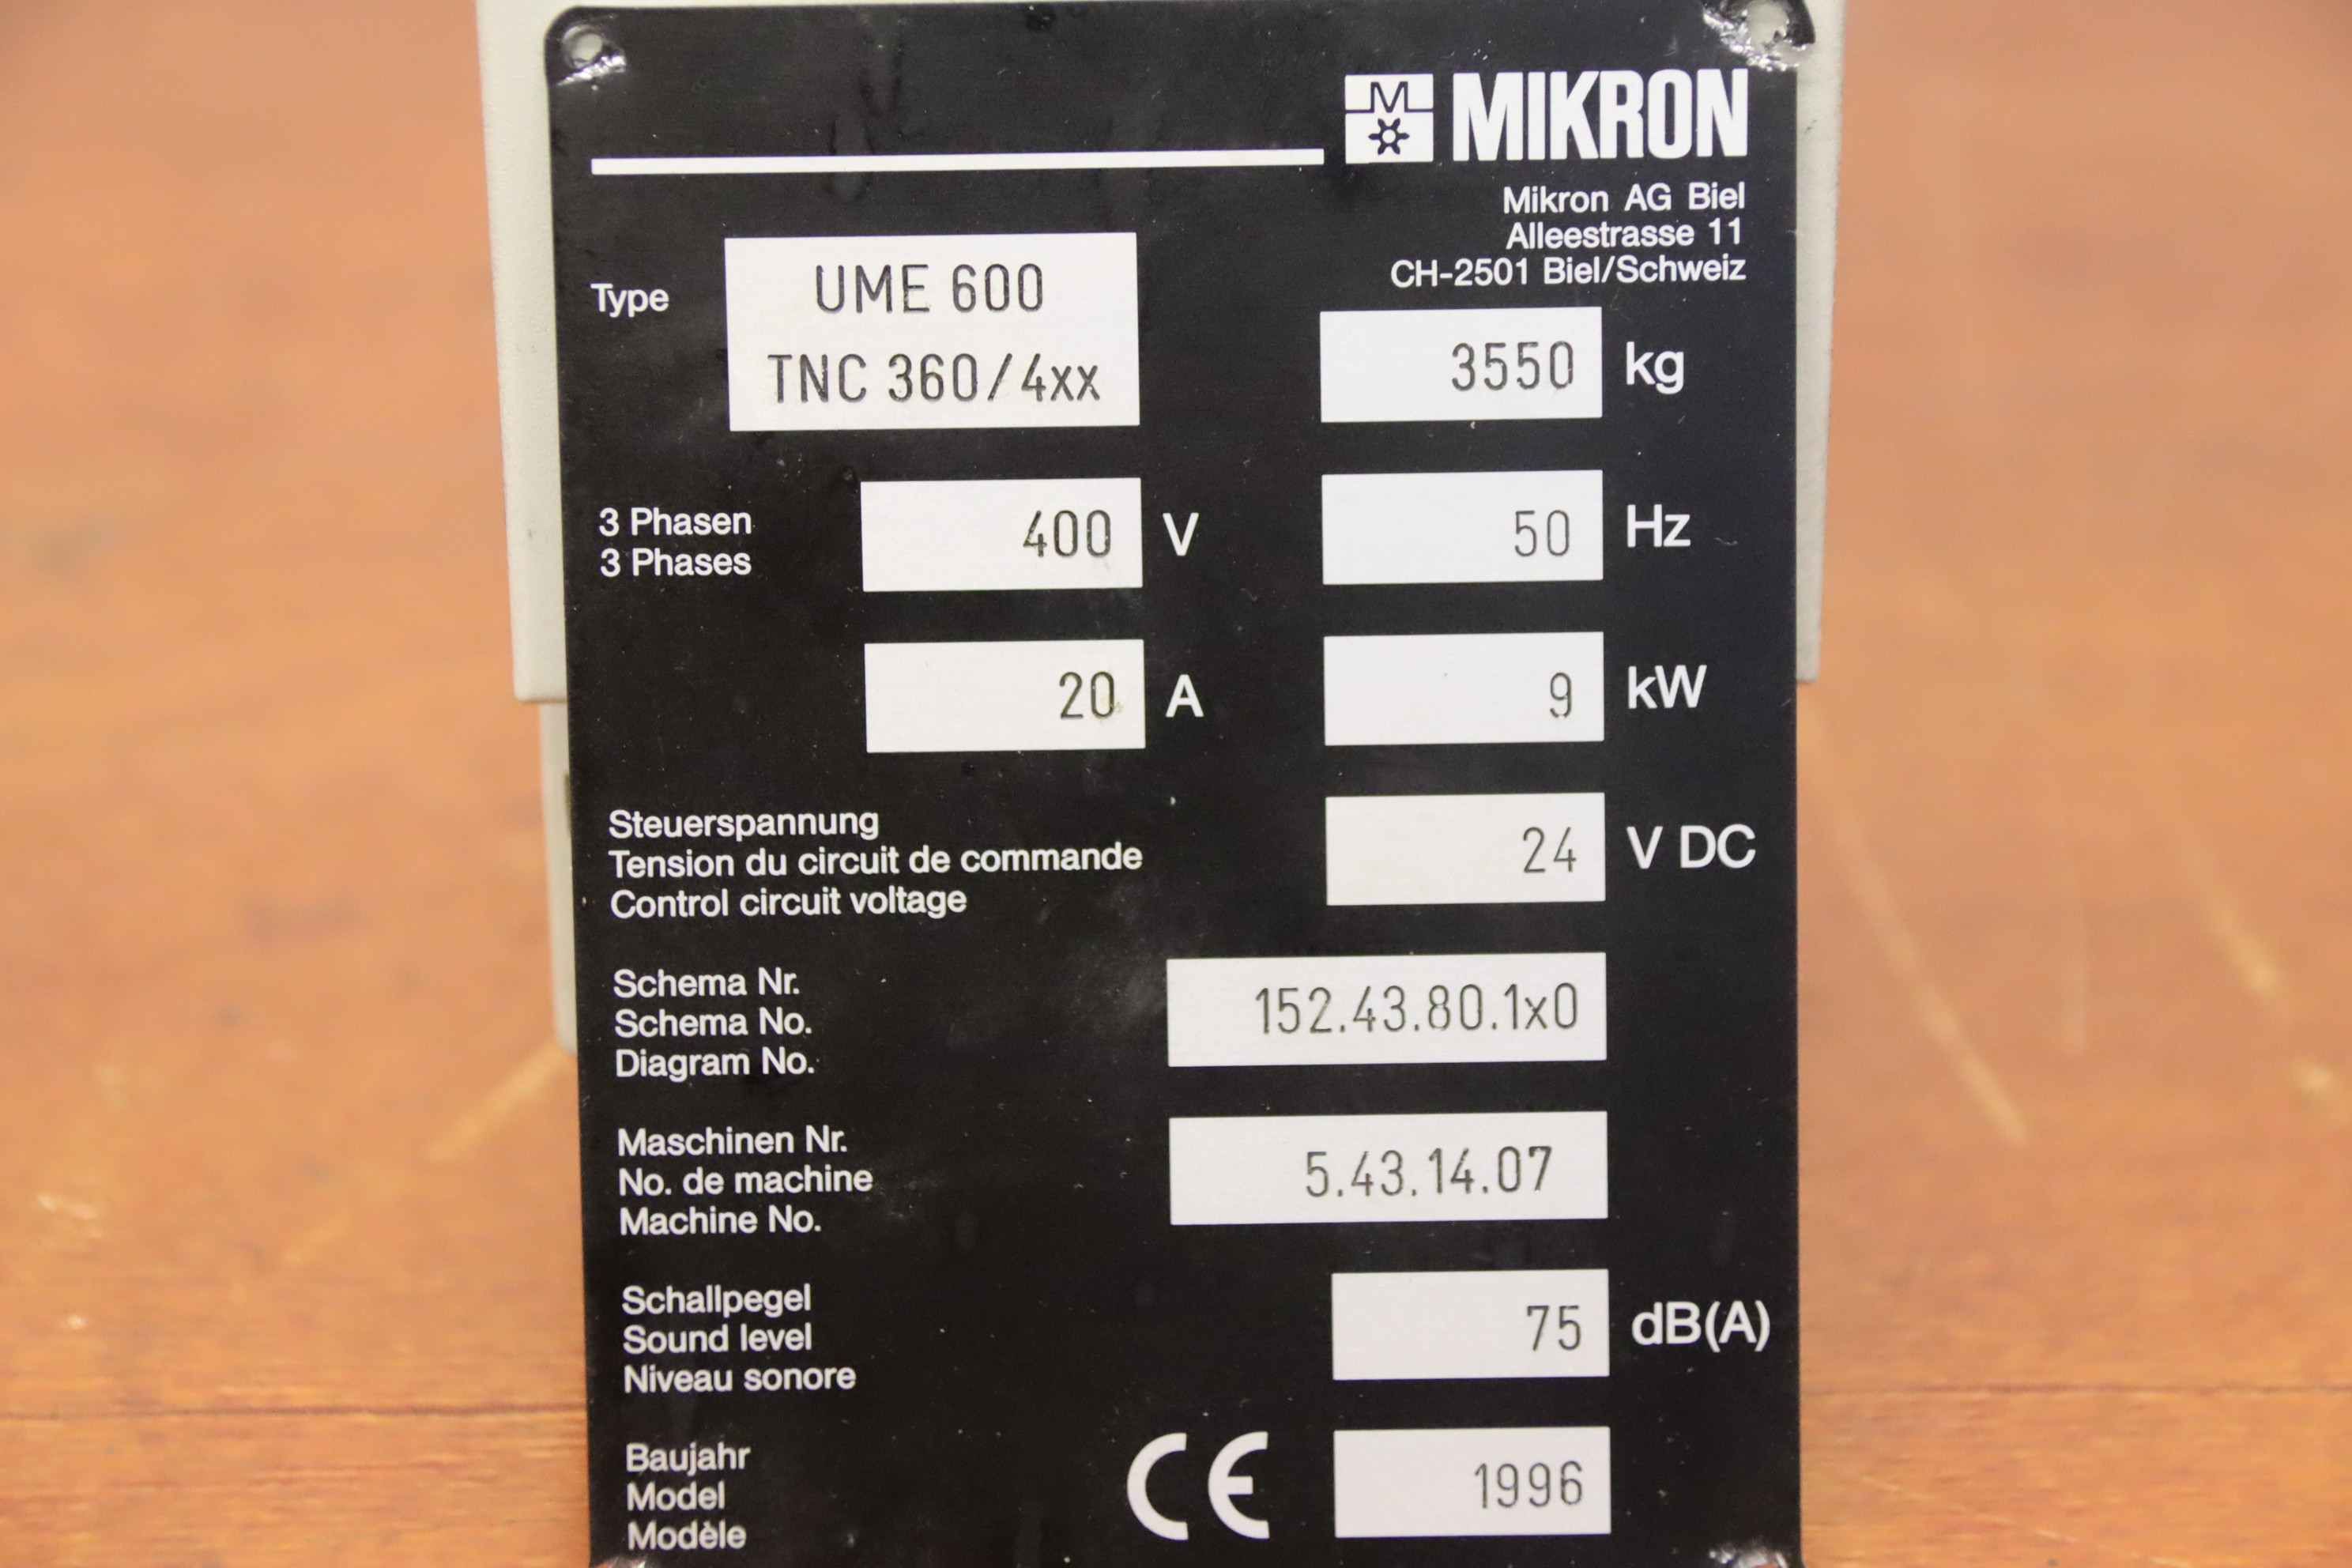 MIKRON
Mikron AG Biel
Alleestrasse 11
CH-2501 Biel/Schweiz
Type
UME 600
TNC 360/4xx
3550 kg
3 Phasen
3 Phases
400 V
50 Hz
20 A
9 kW
Steuerspannung
Tension du circuit de commande
Control circuit voltage
24 V DC
Schema Nr.
Schema No.
Diagram No.
152.43.80.1x0
Maschinen Nr.
No. de machine
Machine No.
5.43.14.07
Schallpegel
Sound level
Niveau sonore
75 dB(A)
Baujahr
Model
Modèle
CE
1996